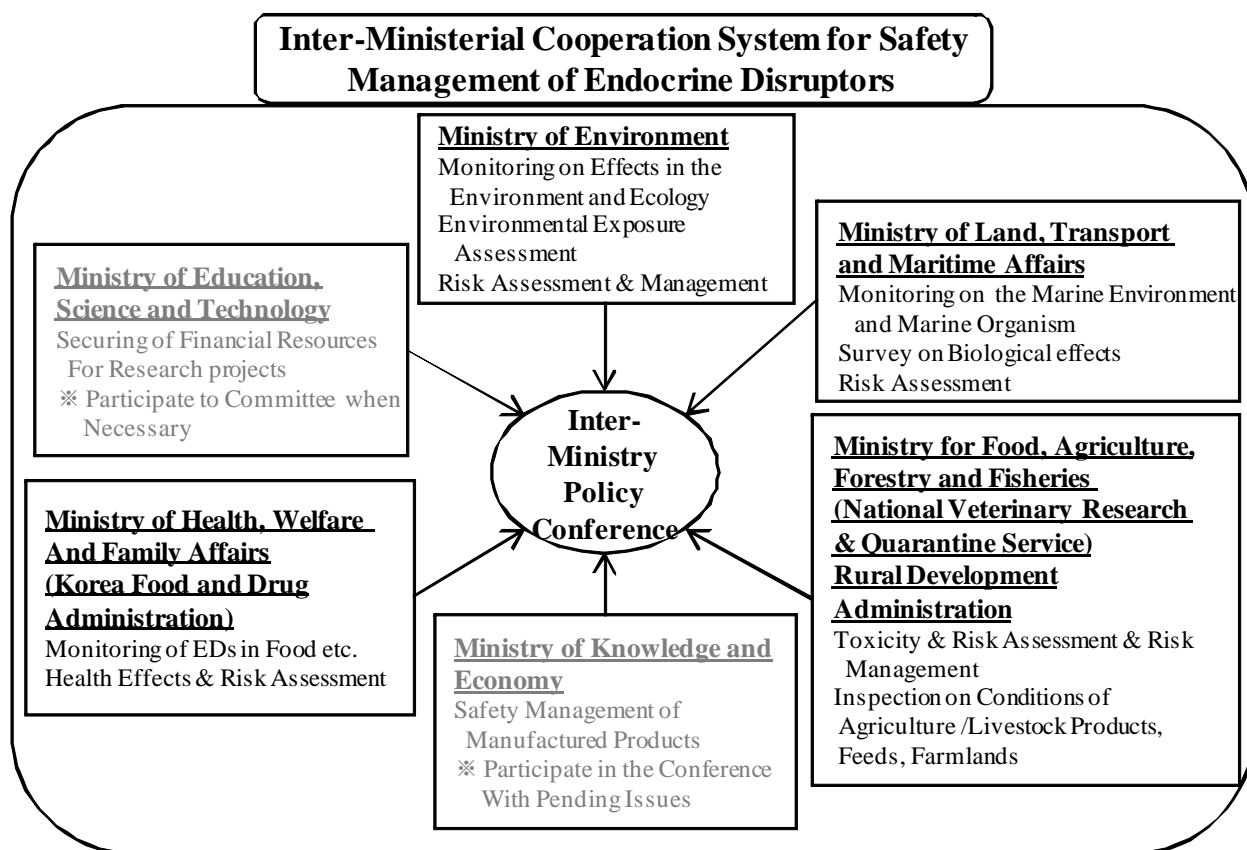 Inter-Ministerial Cooperation System for Safety
Management of Endocrine Disruptors
Ministry of Environment
Monitoring on Effects in the
Environment and Ecology
Environmental Exposure
Assessment
Risk Assessment & Management
Ministry of Land, Transport
and Maritime Affairs
Monitoring on the Marine Environment
and Marine Organism
Survey on Biological effects
Risk Assessment
Ministry of Education,
Science and Technology
Securing of Financial Resources
For Research projects
※ Participate to Committee when
Necessary
Inter-
Ministry
Policy
Conference
Ministry for Food, Agriculture,
Forestry and Fisheries
(National Veterinary Research
& Quarantine Service)
Rural Development
Administration
Toxicity & Risk Assessment & Risk
Management
Inspection on Conditions of
Agriculture /Livestock Products,
Feeds, Farmlands
Ministry of Health, Welfare
And Family Affairs
(Korea Food and Drug
Administration)
Monitoring of EDs in Food etc.
Health Effects & Risk Assessment
Ministry of Knowledge and
Economy
Safety Management of
Manufactured Products
※ Participate in the Conference
With Pending Issues